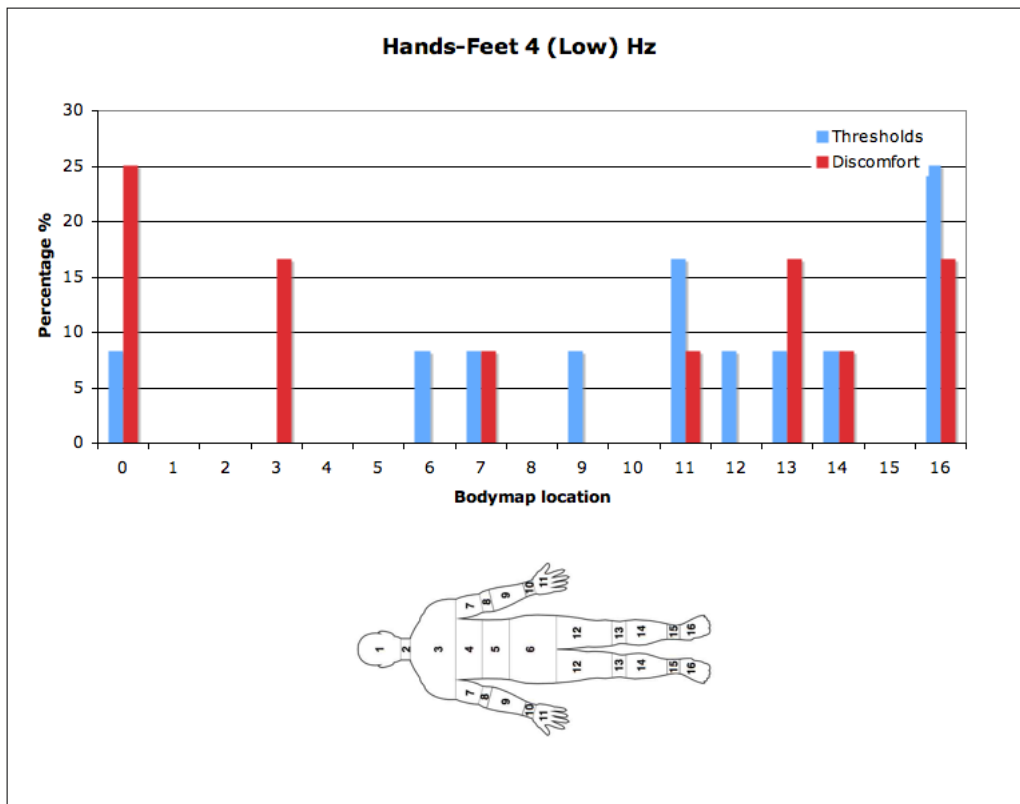 Hands-Feet 4 (Low) Hz
30
25
20
15
10
5
0
Percentage %
Thresholds
Discomfort
0 1 2 3 4 5 6 7 8 9 10 11 12 13 14 15 16
Bodymap location
7 8 9 10 11
1 2 3 4 5 6 12 13 14 15 16
12 13 14 15 16
7 8 9 10 11